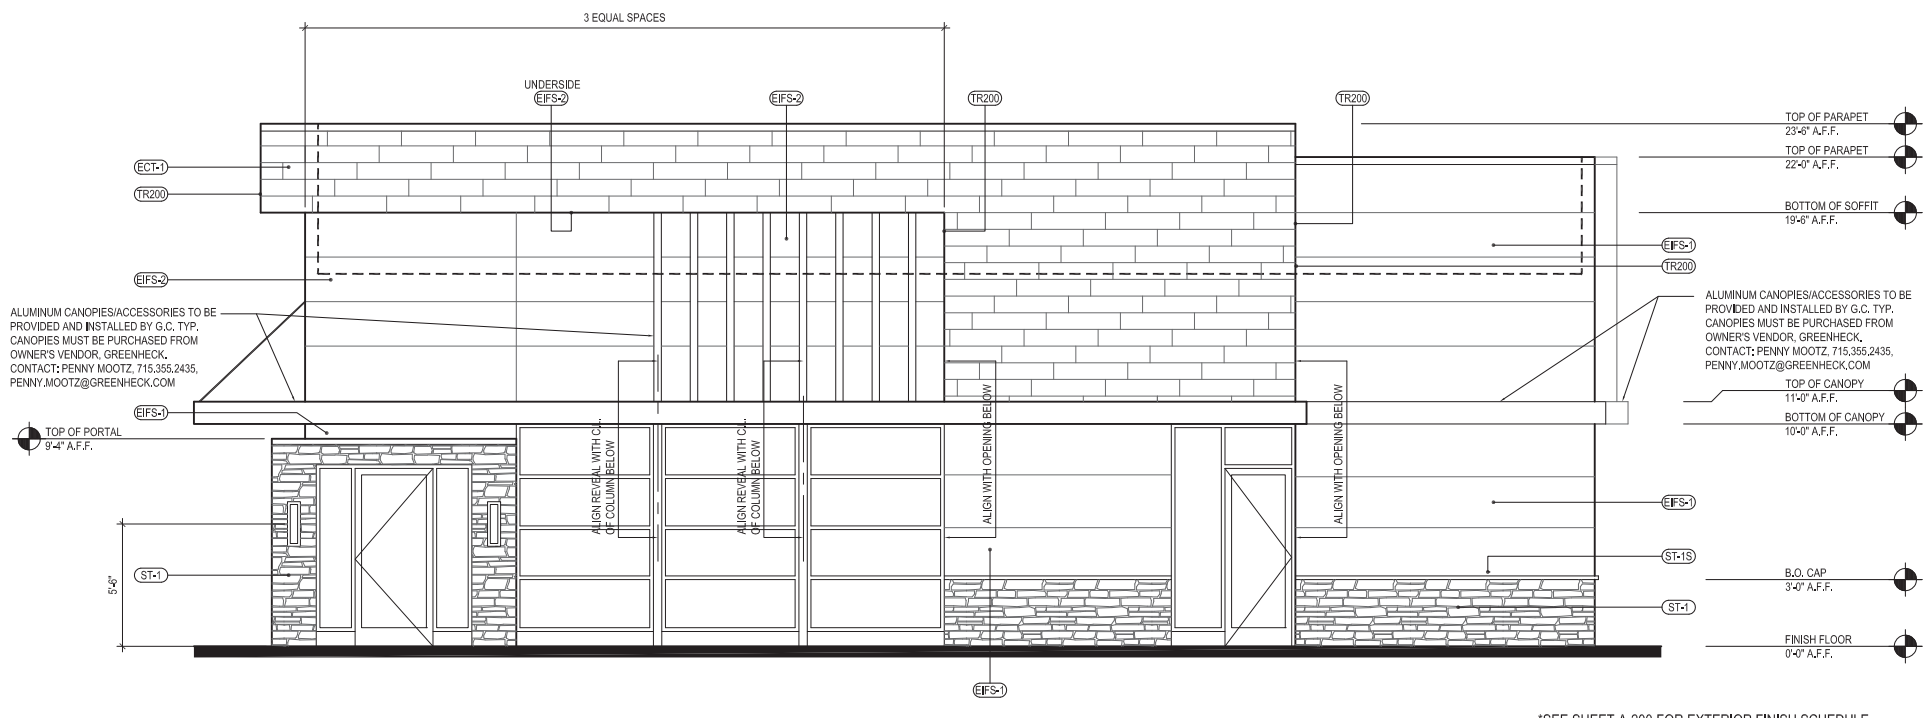 3 EQUAL SPACES
UNDERSIDE
EIFS-2
EIFS-2
TR200
TR200
ECT-1
TR200
EIFS-2
ALUMINUM CANOPIES/ACCESSORIES TO BE
PROVIDED AND INSTALLED BY G.C. TYP.
CANOPIES MUST BE PURCHASED FROM
OWNER'S VENDOR, GREENHECK.
CONTACT: PENNY MOOTZ, 715.355.2435,
PENNY.MOOTZ@GREENHECK.COM
EIFS-1
TOP OF PORTAL
9'-4" A.F.F.
ST-1
5'-6"
ALIGN REVEAL WITH C.L.
OF COLUMN BELOW
ALIGN REVEAL WITH C.L.
OF COLUMN BELOW
ALIGN WITH OPENING BELOW
ALIGN WITH OPENING BELOW
EIFS-1
TOP OF PARAPET
23'-6" A.F.F.
TOP OF PARAPET
22'-0" A.F.F.
BOTTOM OF SOFFIT
19'-6" A.F.F.
EIFS-1
TR200
ALUMINUM CANOPIES/ACCESSORIES TO BE
PROVIDED AND INSTALLED BY G.C. TYP.
CANOPIES MUST BE PURCHASED FROM
OWNER'S VENDOR, GREENHECK.
CONTACT: PENNY MOOTZ, 715.355.2435,
PENNY.MOOTZ@GREENHECK.COM
TOP OF CANOPY
11'-0" A.F.F.
BOTTOM OF CANOPY
10'-0" A.F.F.
EIFS-1
ST-1S
B.O. CAP
3'-0" A.F.F.
ST-1
FINISH FLOOR
0'-0" A.F.F.
*SEE SHEET A-200 FOR EXTERIOR FINISH SCHEDULE